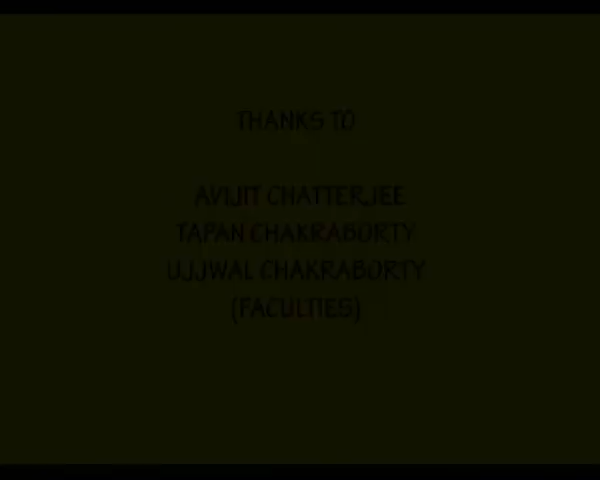 THANKS TO
AVIJIT CHATTERJEE
TAPAN CHAKRABORTY
UJJWAL CHAKRABORTY
(FACULTIES)